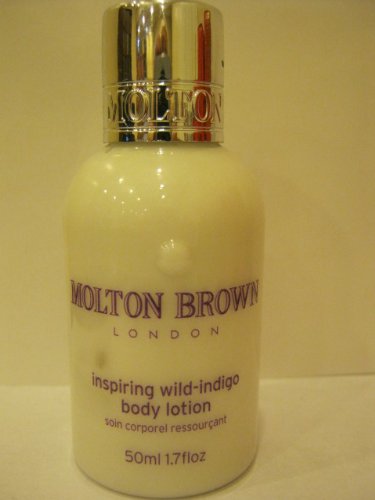 MOLTON
MOLTON BROWN
LONDON
inspiring wild-indigo
body lotion
soin corporel ressourçant
50ml 1.7floz